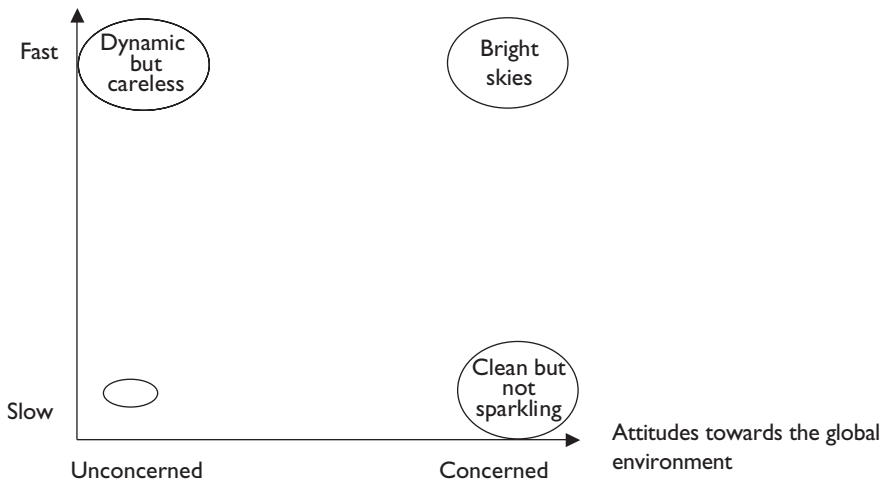 Fast
Dynamic
but
careless
Bright
skies
Slow
Clean but
not
sparkling
Unconcerned
Concerned
Attitudes towards the global
environment